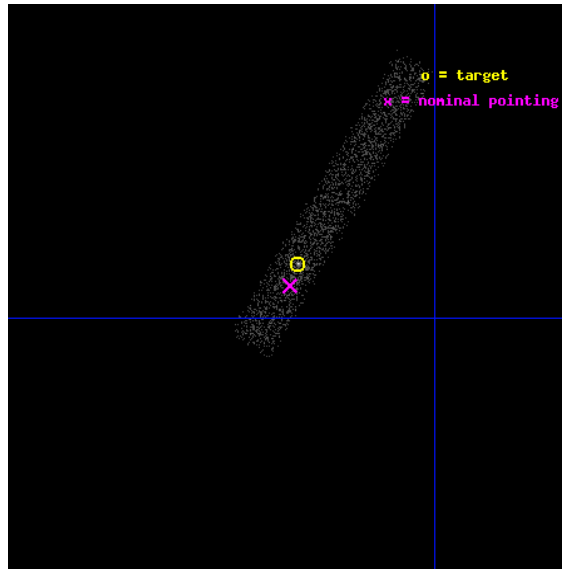 o = target
x = nominal pointing